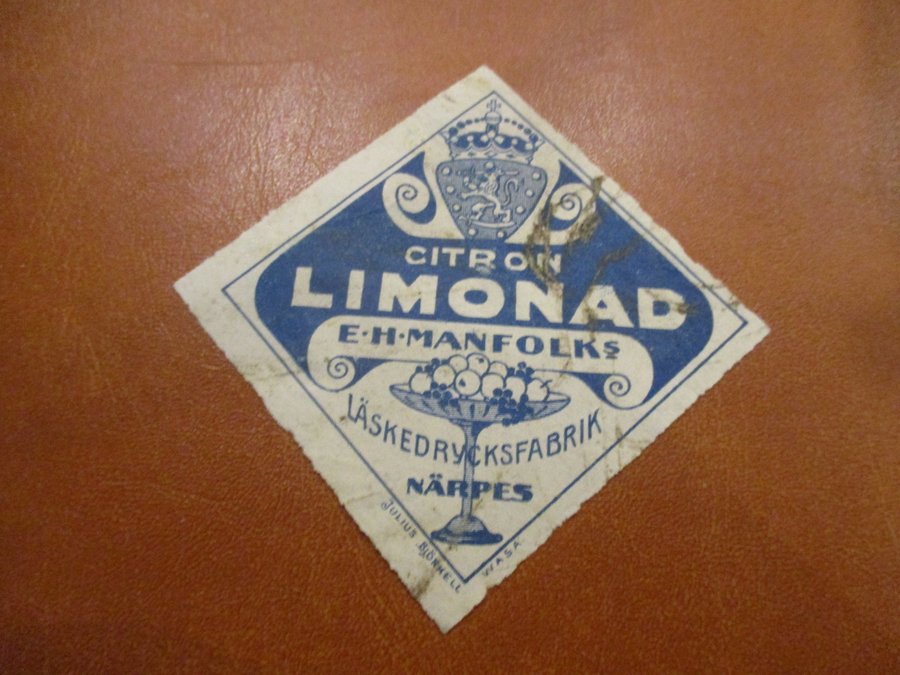 CITRON
LIMONAD
E·H·MANFOLKS
LÄSKEDRYCKSFABRIK
NÄRPES
JULIUS BJÖRKELL WASA